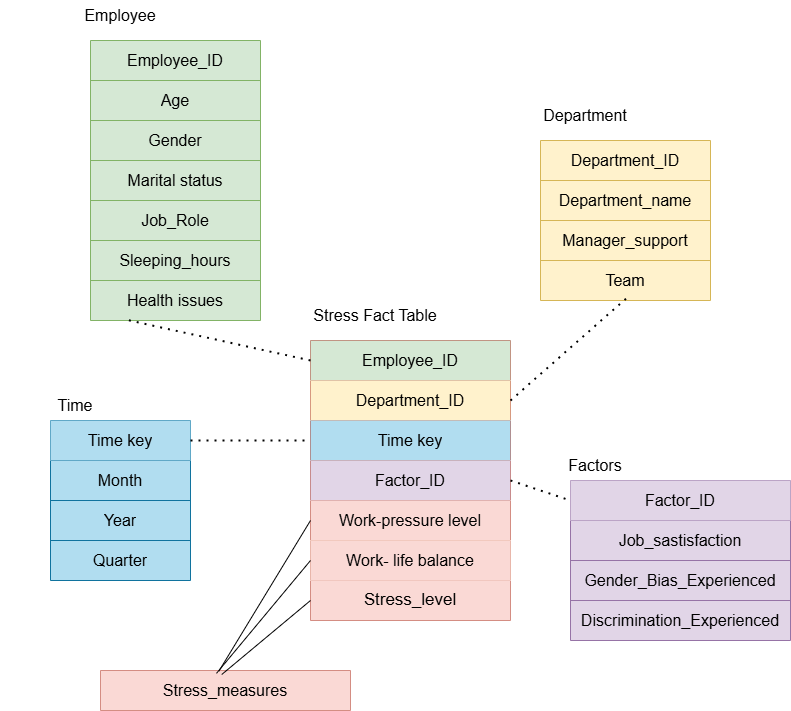 Employee
Employee_ID
Age
Gender
Marital status
Job_Role
Sleeping_hours
Health issues
Department
Department_ID
Department_name
Manager_support
Team
Stress Fact Table
Employee_ID
Department_ID
Time key
Factor_ID
Work-pressure level
Work- life balance
Stress_level
Time
Time key
Month
Year
Quarter
Factors
Factor_ID
Job_sastisfaction
Gender_Bias_Experienced
Discrimination_Experienced
Stress_measures